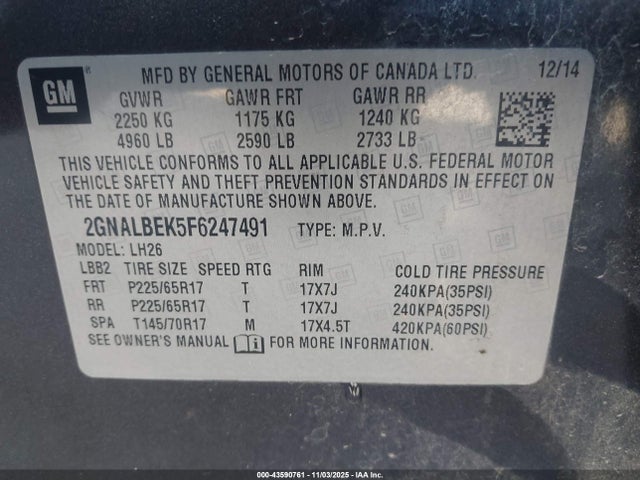 GM
MFD BY GENERAL MOTORS OF CANADA LTD. 12/14
GVWR GAWR FRT GAWR RR
2250 KG 1175 KG 1240 KG
4960 LB 2590 LB 2733 LB
THIS VEHICLE CONFORMS TO ALL APPLICABLE U.S. FEDERAL MOTOR
VEHICLE SAFETY AND THEFT PREVENTION STANDARDS IN EFFECT ON
THE DATE OF MANUFACTURE SHOWN ABOVE.
2GNALBEK5F6247491 TYPE: M.P.V.
MODEL: LH26
LBB2 TIRE SIZE SPEED RTG RIM COLD TIRE PRESSURE
FRT P225/65R17 T 17X7J 240KPA(35PSI)
RR P225/65R17 T 17X7J 240KPA(35PSI)
SPA T145/70R17 M 17X4.5T 420KPA(60PSI)
SEE OWNER'S MANUAL FOR MORE INFORMATION.
000-43590761 - 11/03/2025 - IAA Inc.